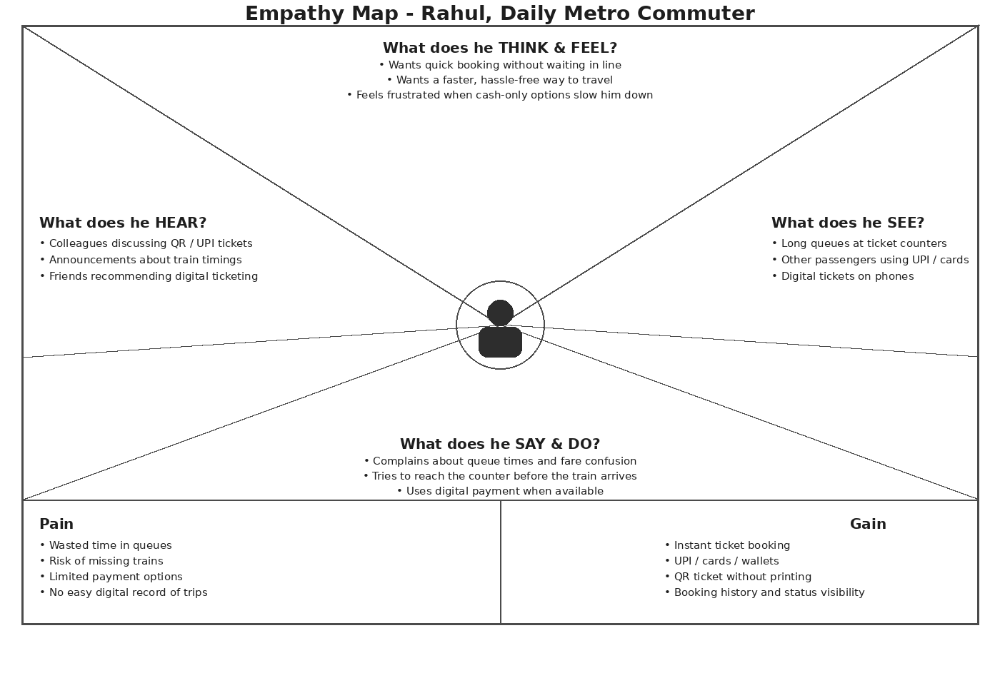 Empathy Map - Rahul, Daily Metro Commuter
What does he THINK & FEEL?
• Wants quick booking without waiting in line
• Wants a faster, hassle-free way to travel
• Feels frustrated when cash-only options slow him down
What does he HEAR?
• Colleagues discussing QR / UPI tickets
• Announcements about train timings
• Friends recommending digital ticketing
What does he SEE?
• Long queues at ticket counters
• Other passengers using UPI / cards
• Digital tickets on phones
What does he SAY & DO?
• Complains about queue times and fare confusion
• Tries to reach the counter before the train arrives
• Uses digital payment when available
Pain
• Wasted time in queues
• Risk of missing trains
• Limited payment options
• No easy digital record of trips
Gain
• Instant ticket booking
• UPI / cards / wallets
• QR ticket without printing
• Booking history and status visibility